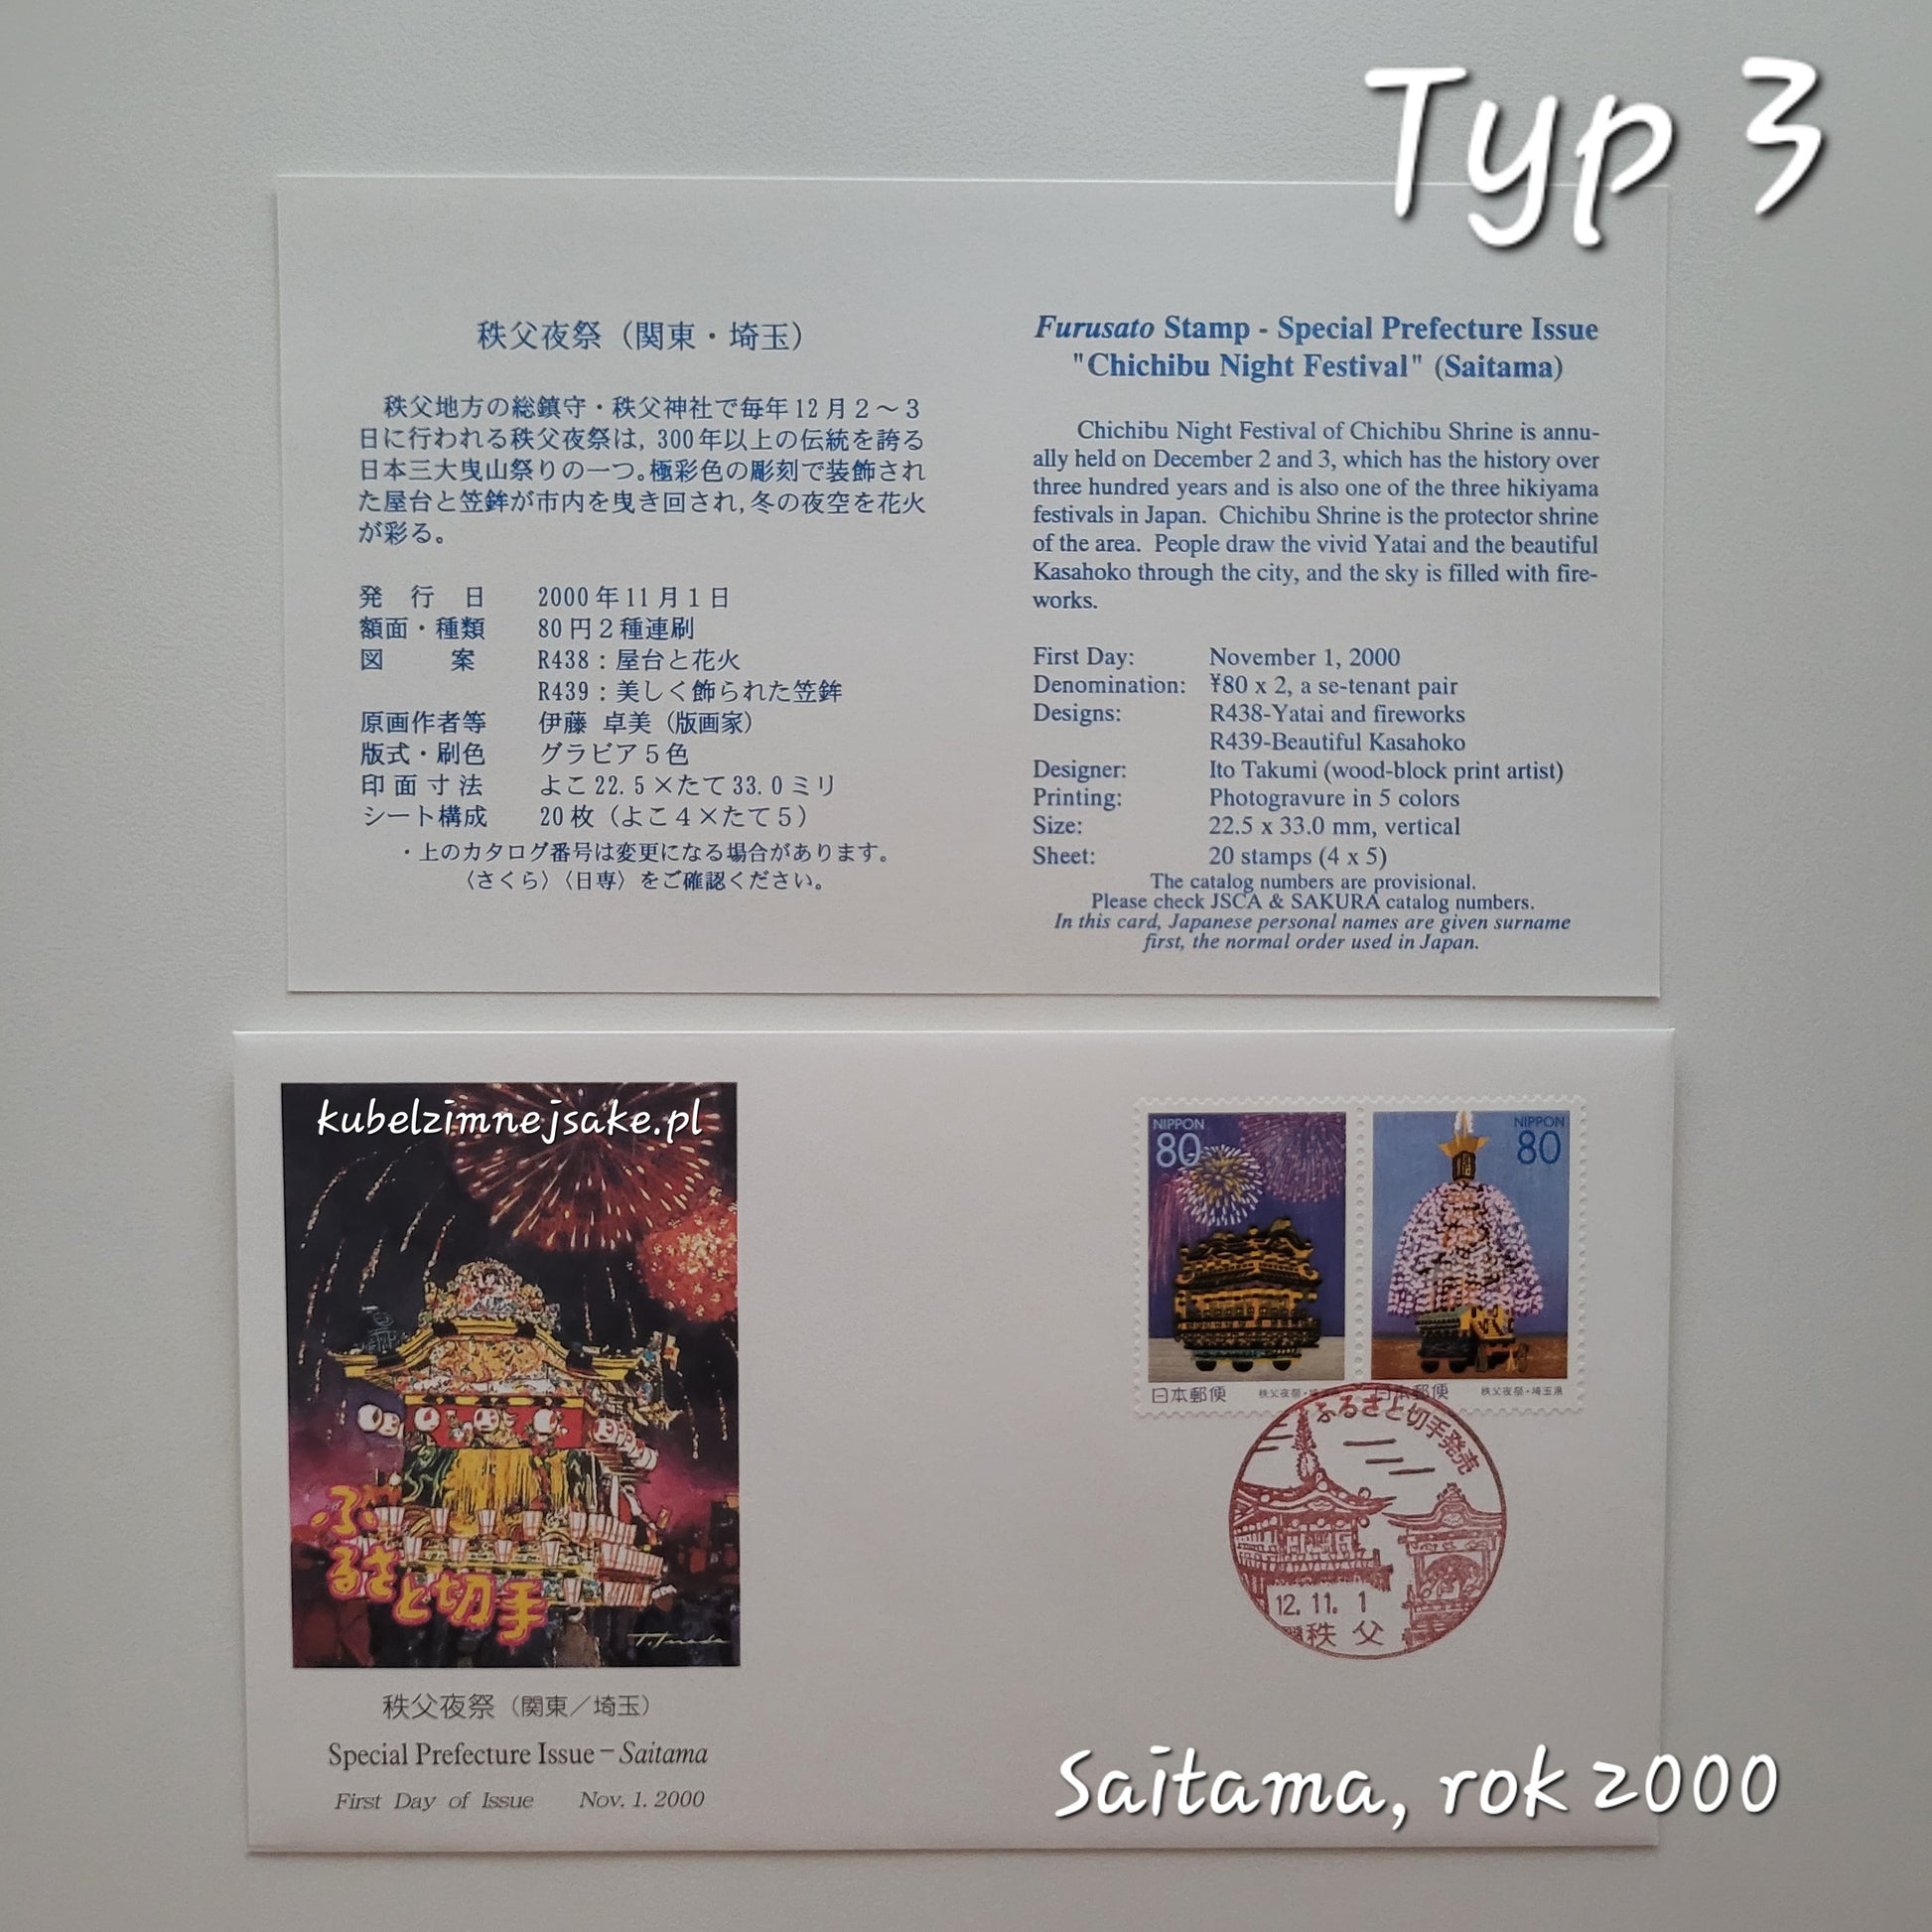 Typ 3
秩父夜祭（関東・埼玉）
秩父地方の総鎮守・秩父神社で毎年12月２～３
日に行われる秩父夜祭は，300年以上の伝統を誇る
日本三大曳山祭りの一つ。極彩色の彫刻で装飾され
た屋台と笠鉾が市内を曳き回され，冬の夜空を花火
が彩る。
発行日 2000年11月１日
額面・種類 80円２種連刷
図案 R438：屋台と花火
R439：美しく飾られた笠鉾
原画作者等 伊藤 卓美（版画家）
版式・刷色 グラビア５色
印面寸法 よこ22.5×たて33.0ミリ
シート構成 20枚（よこ４×たて５）
・上のカタログ番号は変更になる場合があります。
〈さくら〉〈日専〉をご確認ください。
Furusato Stamp - Special Prefecture Issue
"Chichibu Night Festival" (Saitama)
Chichibu Night Festival of Chichibu Shrine is annu-
ally held on December 2 and 3, which has the history over
three hundred years and is also one of the three hikiyama
festivals in Japan. Chichibu Shrine is the protector shrine
of the area. People draw the vivid Yatai and the beautiful
Kasahoko through the city, and the sky is filled with fire-
works.
First Day: November 1, 2000
Denomination: ¥80 x 2, a se-tenant pair
Designs: R438-Yatai and fireworks
R439-Beautiful Kasahoko
Designer: Ito Takumi (wood-block print artist)
Printing: Photogravure in 5 colors
Size: 22.5 x 33.0 mm, vertical
Sheet: 20 stamps (4 x 5)
The catalog numbers are provisional.
Please check JSCA & SAKURA catalog numbers.
In this card, Japanese personal names are given surname
first, the normal order used in Japan.
kubelzimnejsake.pl
ふ
るさと切手
秩父夜祭（関東／埼玉）
Special Prefecture Issue－Saitama
First Day of Issue Nov. 1. 2000
NIPPON
80
日本郵便 秩父夜祭・埼
NIPPON
80
日本郵便 秩父夜祭・埼玉県
ふるさと切手発売
12. 11. 1
秩父
Saitama, rok 2000